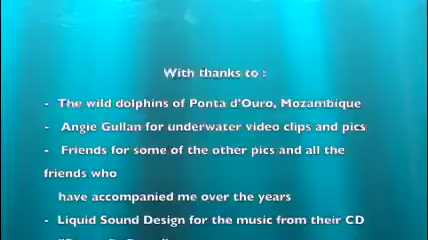 With thanks to :
- The wild dolphins of Ponta d'Ouro, Mozambique
- Angie Gullan for underwater video clips and pics
- Friends for some of the other pics and all the
friends who
have accompanied me over the years
- Liquid Sound Design for the music from their CD